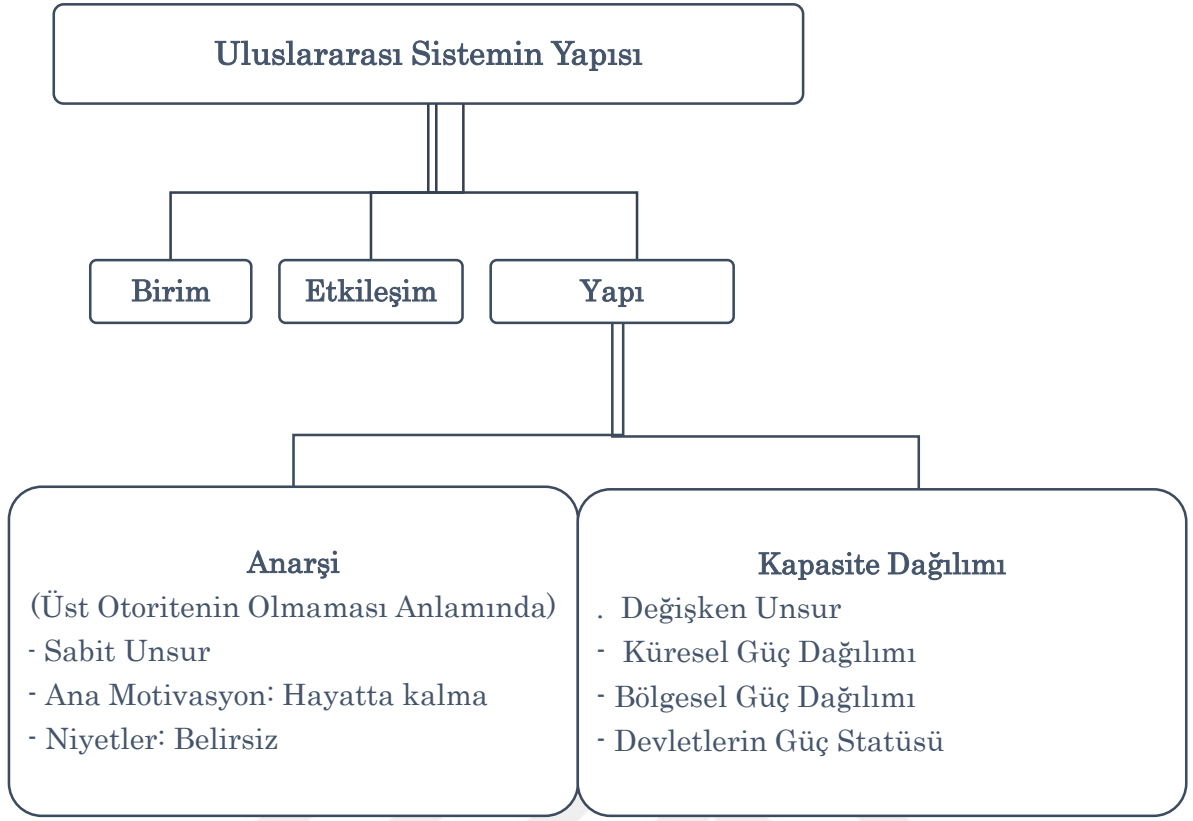 Uluslararası Sistemin Yapısı
Birim
Etkileşim
Yapı
Anarşi
(Üst Otoritenin Olmaması Anlamında)
- Sabit Unsur
- Ana Motivasyon: Hayatta kalma
- Niyetler: Belirsiz
Kapasite Dağılımı
. Değişken Unsur
- Küresel Güç Dağılımı
- Bölgesel Güç Dağılımı
- Devletlerin Güç Statüsü